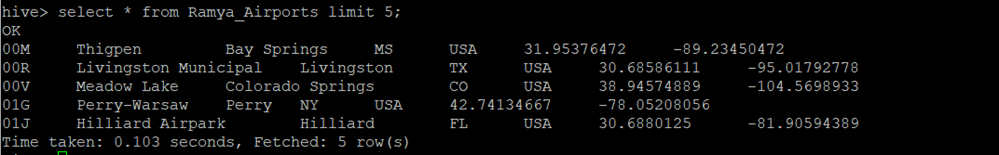 hive> select * from Ramya_Airports limit 5;
OK
00M     Thigpen         Bay Springs     MS      USA     31.95376472     -89.23450472
00R     Livingston Municipal    Livingston      TX      USA     30.68586111     -95.01792778
00V     Meadow Lake     Colorado Springs        CO      USA     38.94574889     -104.5698933
01G     Perry-Warsaw    Perry   NY      USA     42.74134667     -78.05208056
01J     Hilliard Airpark        Hilliard        FL      USA     30.6880125      -81.90594389
Time taken: 0.103 seconds, Fetched: 5 row(s)